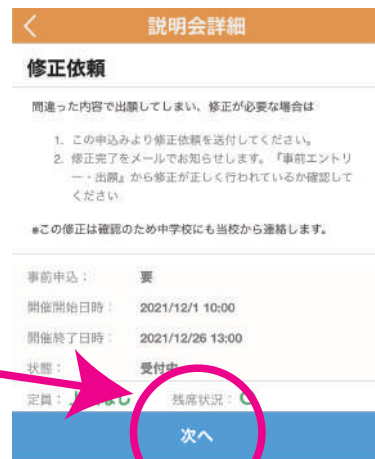 説明会詳細
修正依頼
間違った内容で出願してしまい、修正が必要な場合は
1. この申込みより修正依頼を送付してください。
2. 修正完了をメールでお知らせします。『事前エントリ
ー・出願』から修正が正しく行われているか確認して
ください
※この修正は確認のため中学校にも当校から連絡します。
事前申込： 要
開催開始日時： 2021/12/1 10:00
開催終了日時： 2021/12/26 13:00
状態： 受付中
定員： なし 残席状況：
次へ